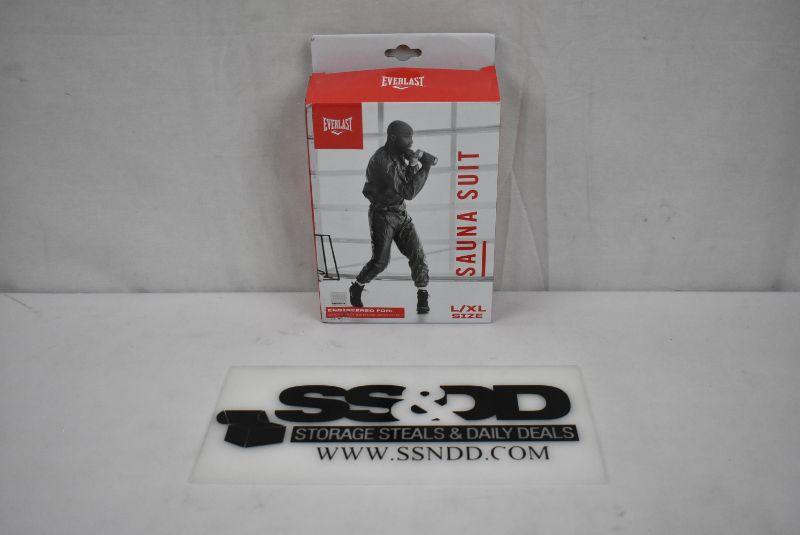 EVERLAST
EVERLAST
SAUNA SUIT
ENGINEERED FOR:
L/XL
SIZE
SS&DD
STORAGE STEALS & DAILY DEALS
WWW.SSNDD.COM